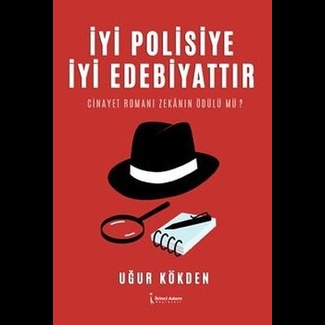 İYİ POLİSİYE
İYİ EDEBİYATTIR
CİNAYET ROMANI ZEKÂNIN ÖDÜLÜ MÜ?
UĞUR KÖKDEN
İkinci Adam